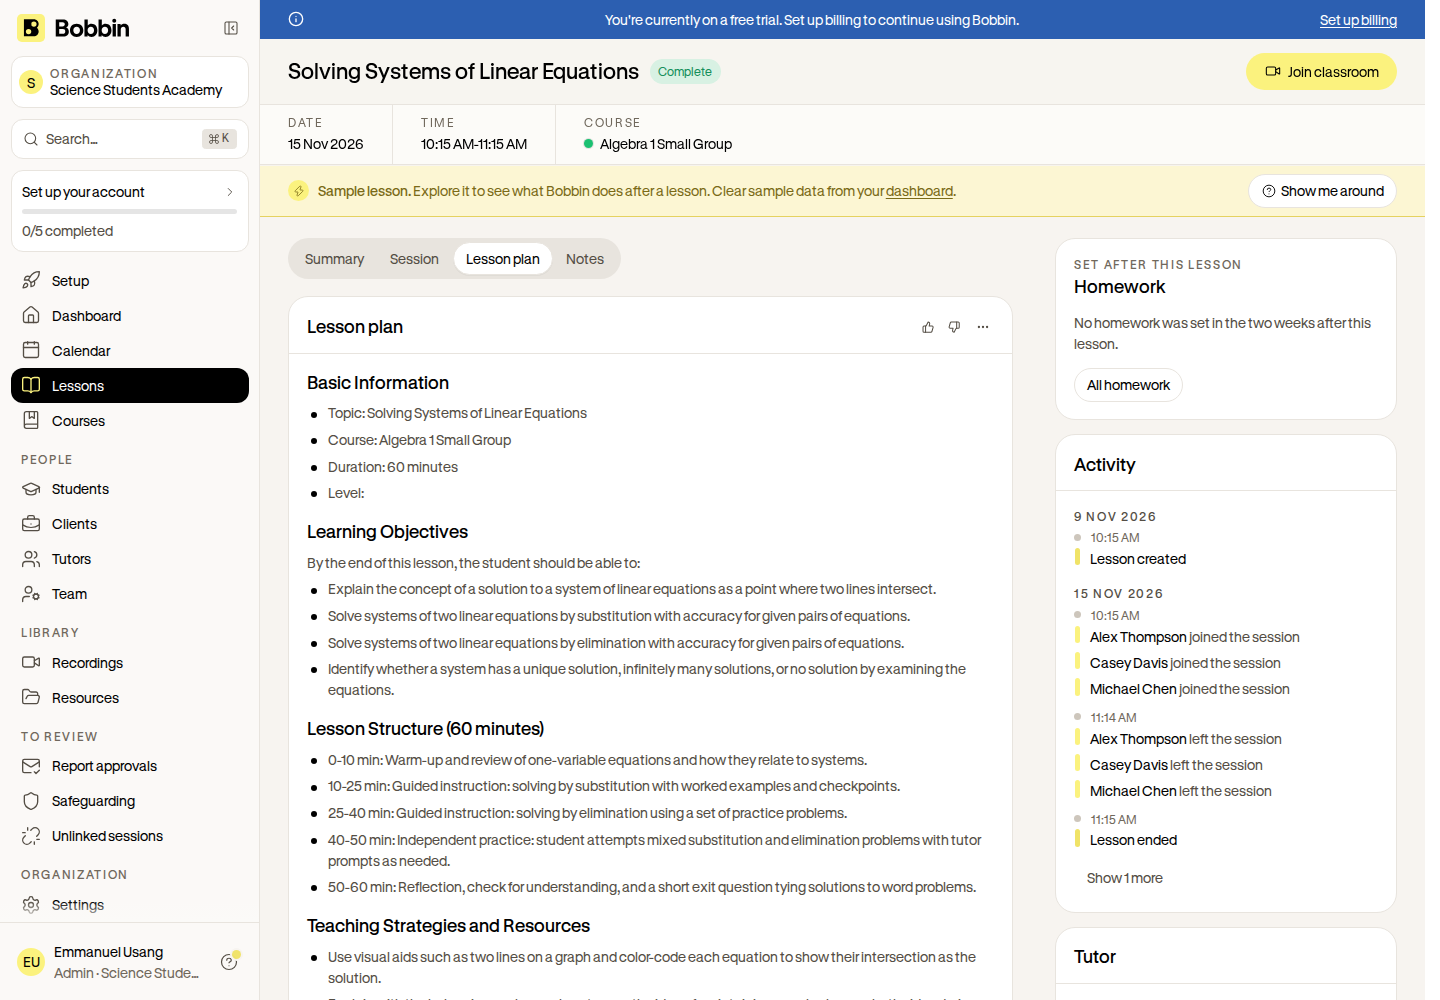 Bobbin
ORGANIZATION
S
Science Students Academy
Search...
⌘ K
Set up your account
0/5 completed
Setup
Dashboard
Calendar
Lessons
Courses
PEOPLE
Students
Clients
Tutors
Team
LIBRARY
Recordings
Resources
TO REVIEW
Report approvals
Safeguarding
Unlinked sessions
ORGANIZATION
Settings
EU
Emmanuel Usang
Admin · Science Stude...
You're currently on a free trial. Set up billing to continue using Bobbin.
Set up billing
Solving Systems of Linear Equations
Complete
Join classroom
DATE
15 Nov 2026
TIME
10:15 AM-11:15 AM
COURSE
Algebra 1 Small Group
Sample lesson. Explore it to see what Bobbin does after a lesson. Clear sample data from your dashboard.
Show me around
Summary
Session
Lesson plan
Notes
Lesson plan
Basic Information
Topic: Solving Systems of Linear Equations
Course: Algebra 1 Small Group
Duration: 60 minutes
Level:
Learning Objectives
By the end of this lesson, the student should be able to:
Explain the concept of a solution to a system of linear equations as a point where two lines intersect.
Solve systems of two linear equations by substitution with accuracy for given pairs of equations.
Solve systems of two linear equations by elimination with accuracy for given pairs of equations.
Identify whether a system has a unique solution, infinitely many solutions, or no solution by examining the
equations.
Lesson Structure (60 minutes)
0-10 min: Warm-up and review of one-variable equations and how they relate to systems.
10-25 min: Guided instruction: solving by substitution with worked examples and checkpoints.
25-40 min: Guided instruction: solving by elimination using a set of practice problems.
40-50 min: Independent practice: student attempts mixed substitution and elimination problems with tutor
prompts as needed.
50-60 min: Reflection, check for understanding, and a short exit question tying solutions to word problems.
Teaching Strategies and Resources
Use visual aids such as two lines on a graph and color-code each equation to show their intersection as the
solution.
SET AFTER THIS LESSON
Homework
No homework was set in the two weeks after this
lesson.
All homework
Activity
9 NOV 2026
10:15 AM
Lesson created
15 NOV 2026
10:15 AM
Alex Thompson joined the session
Casey Davis joined the session
Michael Chen joined the session
11:14 AM
Alex Thompson left the session
Casey Davis left the session
Michael Chen left the session
11:15 AM
Lesson ended
Show 1 more
Tutor